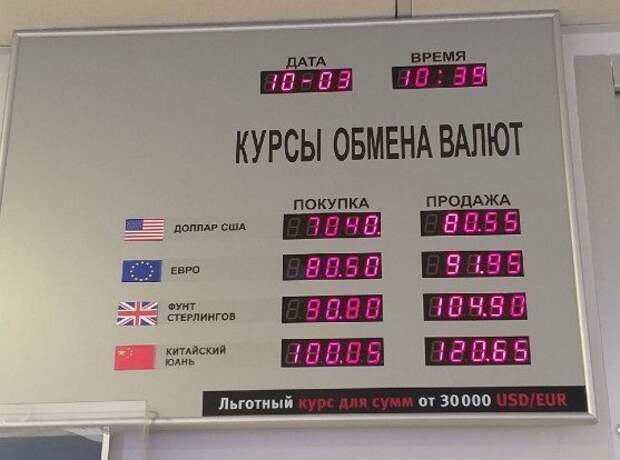 ДАТА ВРЕМЯ
10-03 10:39
КУРСЫ ОБМЕНА ВАЛЮТ
ПОКУПКА ПРОДАЖА
ДОЛЛАР США 7040. 80.55
ЕВРО 80.50 91.95
ФУНТ
СТЕРЛИНГОВ 90.80 104.90
КИТАЙСКИЙ
ЮАНЬ 100.05 120.65
Льготный курс для сумм от 30000 USD/EUR